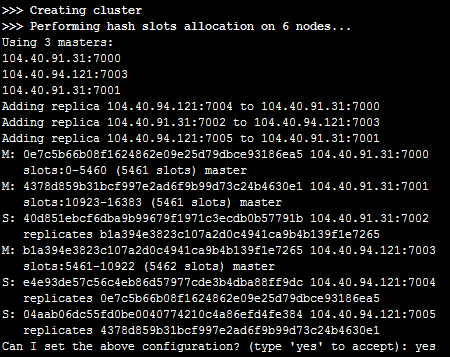 >>> Creating cluster
>>> Performing hash slots allocation on 6 nodes...
Using 3 masters:
104.40.91.31:7000
104.40.94.121:7003
104.40.91.31:7001
Adding replica 104.40.94.121:7004 to 104.40.91.31:7000
Adding replica 104.40.91.31:7002 to 104.40.94.121:7003
Adding replica 104.40.94.121:7005 to 104.40.91.31:7001
M: 0e7c5b66b08f1624862e09e25d79dbce93186ea5 104.40.91.31:7000
slots:0-5460 (5461 slots) master
M: 4378d859b31bcf997e2ad6f9b99d73c24b4630e1 104.40.91.31:7001
slots:10923-16383 (5461 slots) master
S: 40d851ebcf6dba9b99679f1971c3ecdb0b57791b 104.40.91.31:7002
replicates b1a394e3823c107a2d0c4941ca9b4b139f1e7265
M: b1a394e3823c107a2d0c4941ca9b4b139f1e7265 104.40.94.121:7003
slots:5461-10922 (5462 slots) master
S: e4e93de57c56c4eb86d57977cde3b4dba88ff9dc 104.40.94.121:7004
replicates 0e7c5b66b08f1624862e09e25d79dbce93186ea5
S: 04aab06dc55fd0be0040774210c4a86efd4fe384 104.40.94.121:7005
replicates 4378d859b31bcf997e2ad6f9b99d73c24b4630e1
Can I set the above configuration? (type 'yes' to accept): yes